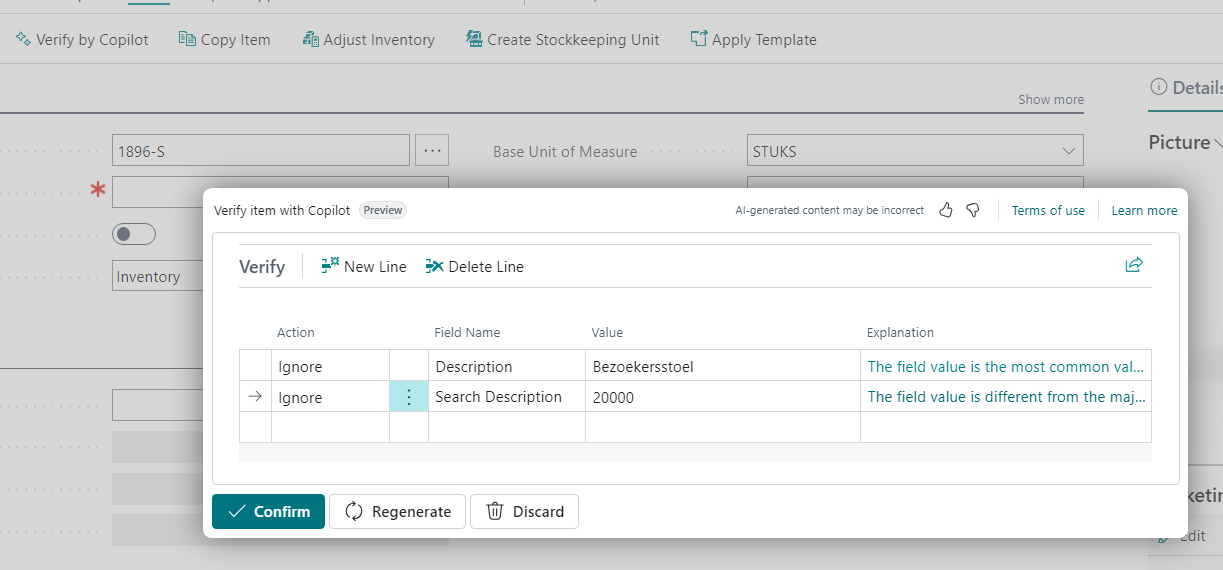 Verify by Copilot Copy Item Adjust Inventory Create Stockkeeping Unit Apply Template
Details
Show more
1896-S ... Base Unit of Measure STUKS
Picture
*
Verify item with Copilot Preview AI-generated content may be incorrect Terms of use Learn more
Verify New Line Delete Line
Inventory
Action Field Name Value Explanation
Ignore Description Bezoekersstoel The field value is the most common val...
Ignore Search Description 20000 The field value is different from the maj...
Confirm Regenerate Discard
Edit